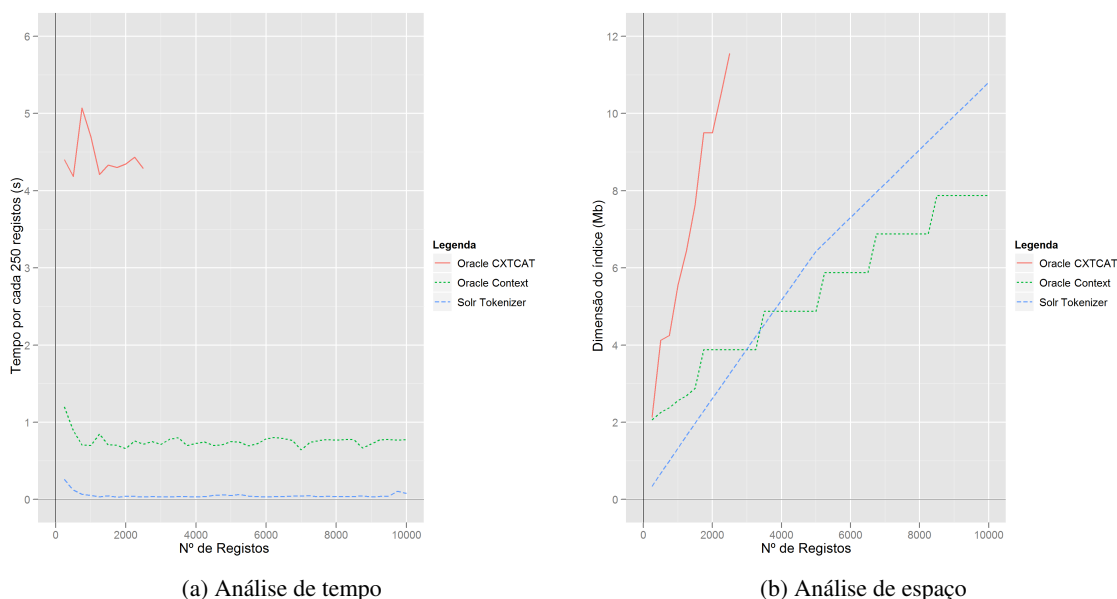 6
5
4
3
2
1
0
Tempo por cada 250 registos (s)
0
2000
4000
6000
8000
10000
Nº de Registos
Legenda
Oracle CXTCAT
Oracle Context
Solr Tokenizer
(a) Análise de tempo
12
10
8
6
4
2
0
Dimensão do índice (Mb)
0
2000
4000
6000
8000
10000
Nº de Registos
Legenda
Oracle CXTCAT
Oracle Context
Solr Tokenizer
(b) Análise de espaço